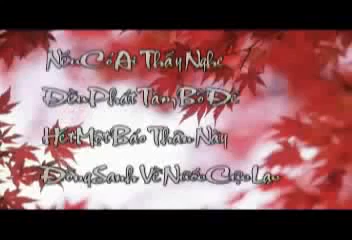 Nếu Có Ai Thấy Nghe
Đều Phát Tâm Bồ Đề
Hết Một Báo Thân Này
Đồng Sanh Về Nước Cực Lạc